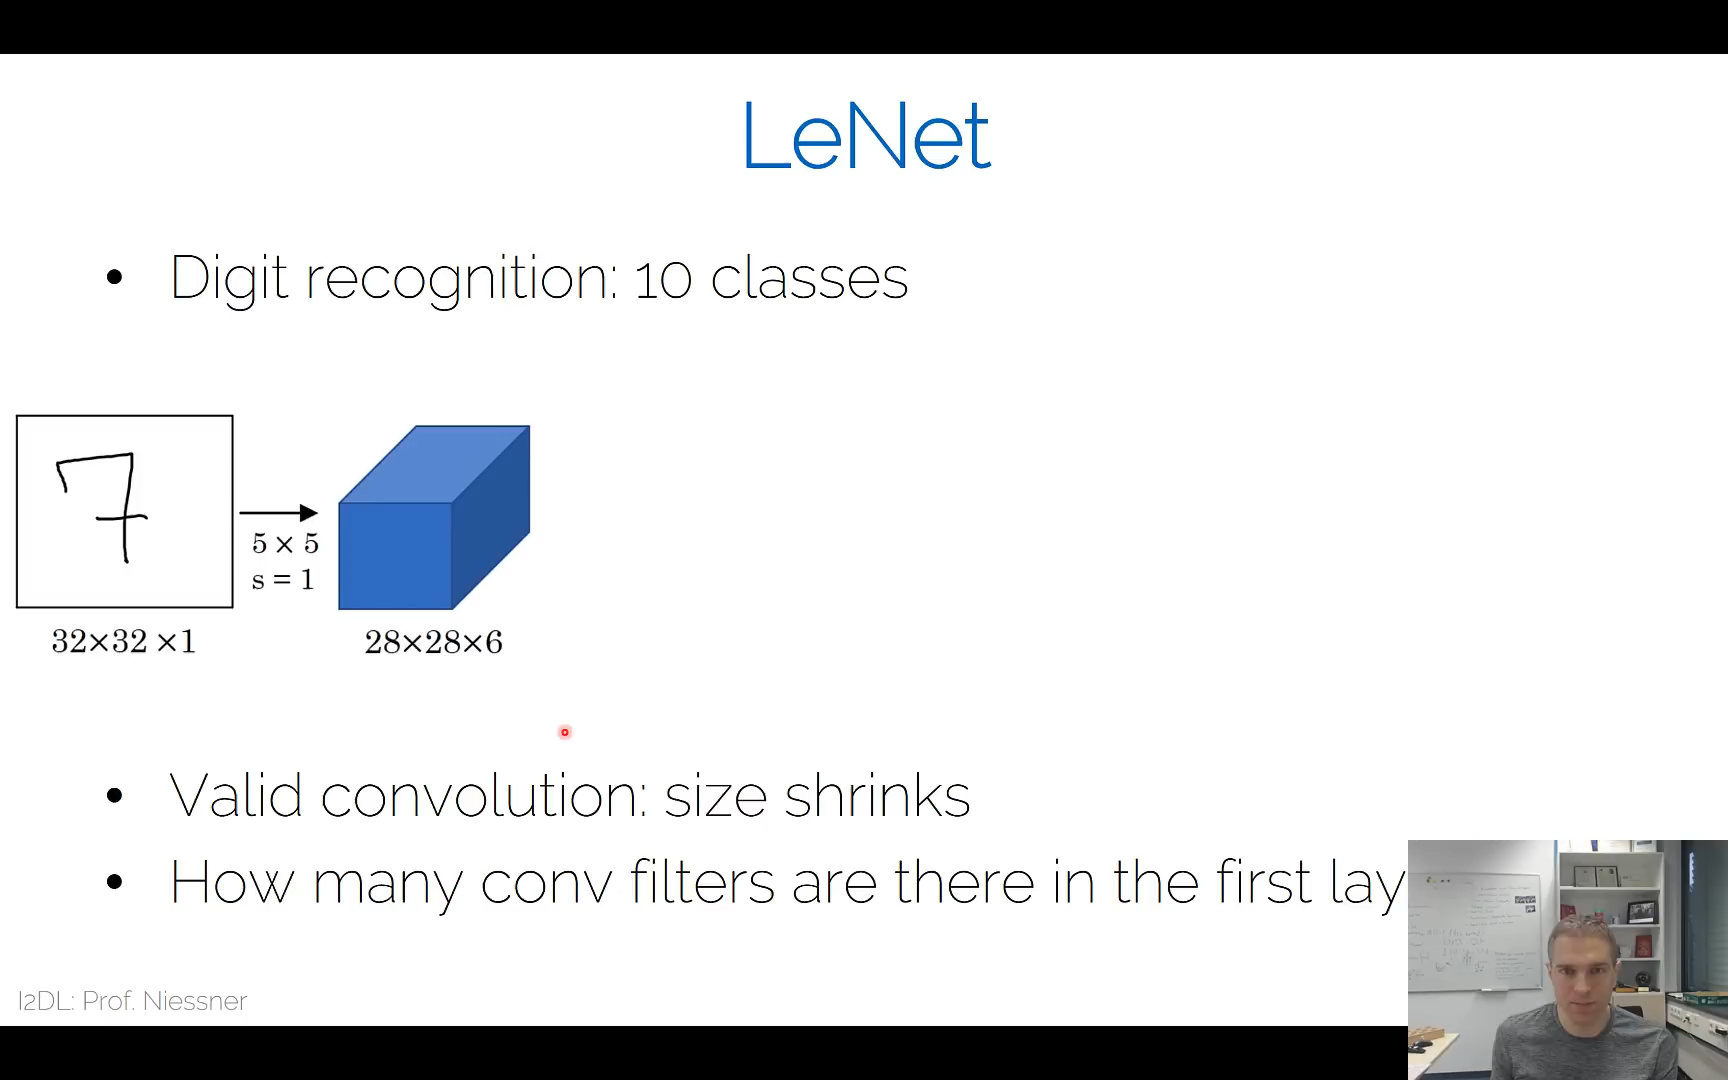 LeNet
• Digit recognition: 10 classes
7
5 × 5
s = 1
32×32 ×1
28×28×6
• Valid convolution: size shrinks
• How many conv filters are there in the first lay
I2DL: Prof. Niessner